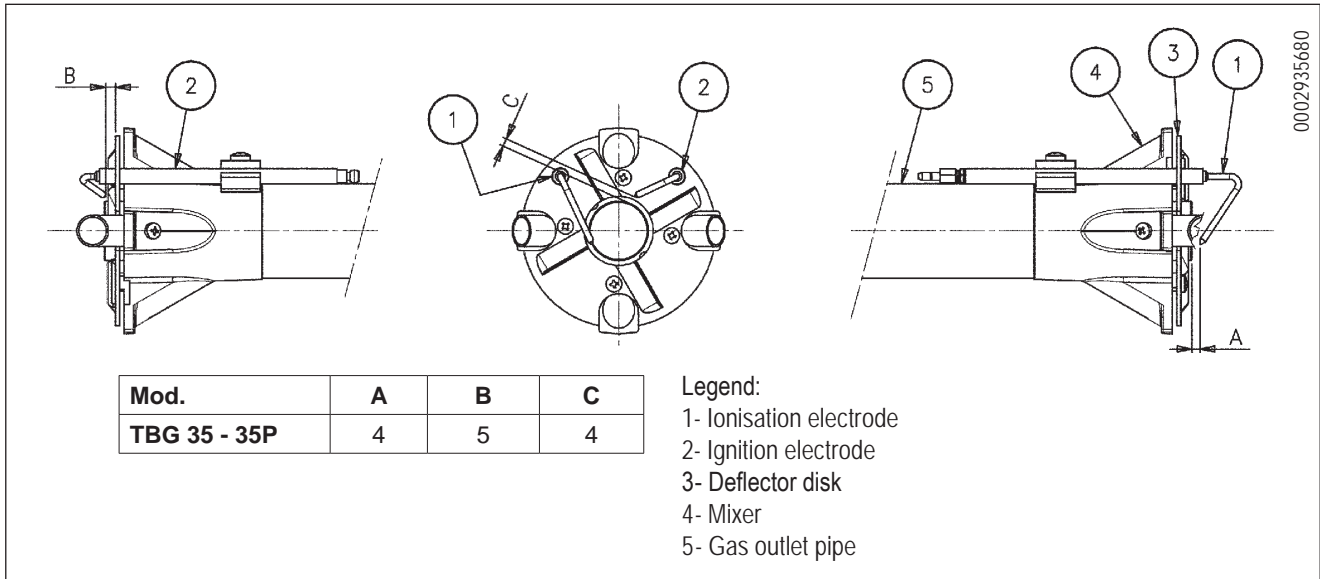 B
2
1
C
2
5
4
3
1
A
0002935680
Mod. A B C
TBG 35 - 35P 4 5 4
Legend:
1- Ionisation electrode
2- Ignition electrode
3- Deflector disk
4- Mixer
5- Gas outlet pipe